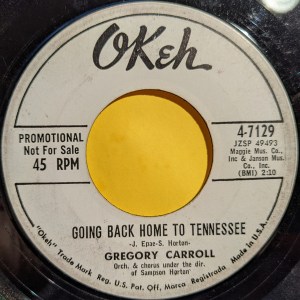 OKeh
PROMOTIONAL
Not For Sale
45 RPM
4-7129
JZSP 49493
Maggie Mus. Co.,
Inc & Janson Mus.
Co., Inc.
(BMI) 2:10
GOING BACK HOME TO TENNESSEE
-J. Epae-S. Horton-
GREGORY CARROLL
Orch. & chorus under the dir.
of Sampson Horton
"Okeh" Trade Mark Reg. U.S. Pat. Off. Marca Registrada Made in U.S.A.